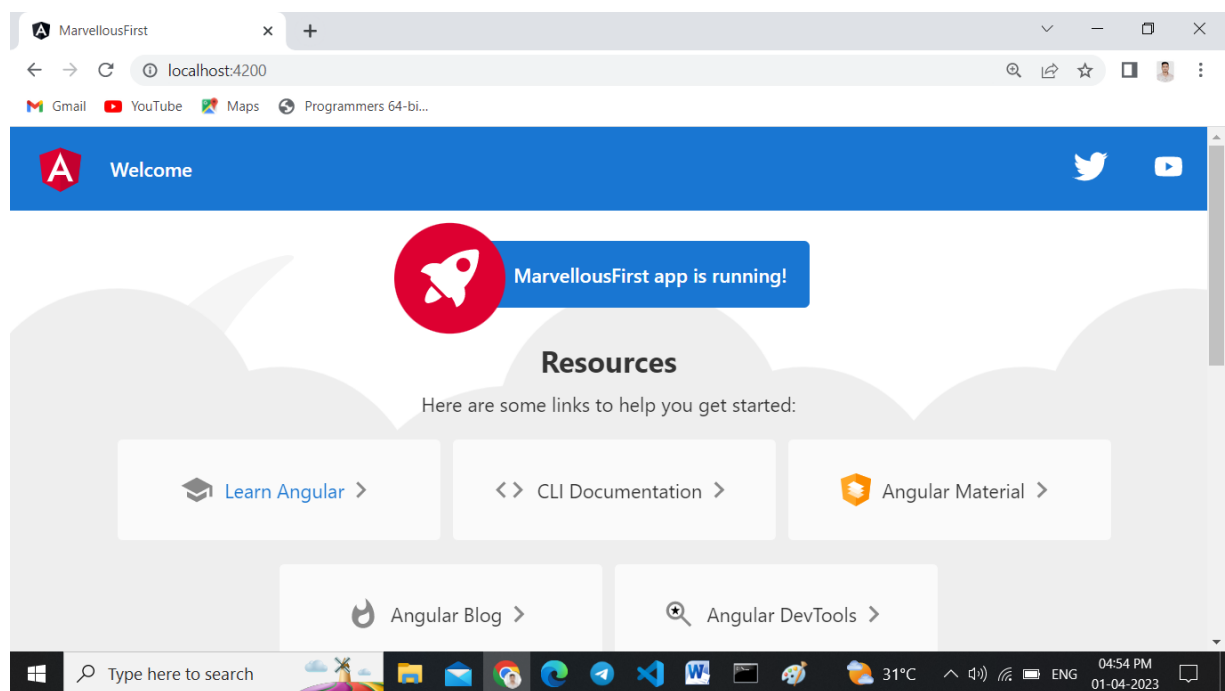 MarvellousFirst
localhost:4200
Gmail YouTube Maps Programmers 64-bi...
Welcome
MarvellousFirst app is running!
Resources
Here are some links to help you get started:
Learn Angular CLI Documentation Angular Material
Angular Blog Angular DevTools
Type here to search 31°C ENG 04:54 PM
01-04-2023